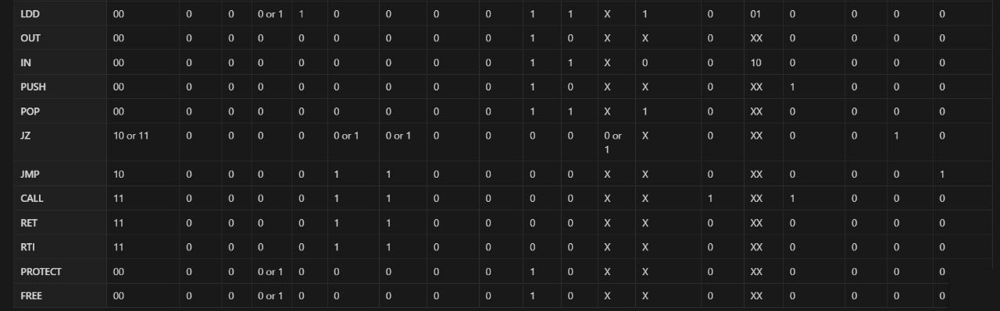 LDD 00 0 0 0 or 1 1 0 0 0 0 1 1 X 1 0 01 0 0 0 0
OUT 00 0 0 0 0 0 0 0 0 1 0 X X 0 XX 0 0 0 0
IN 00 0 0 0 0 0 0 0 0 1 1 X 0 0 10 0 0 0 0
PUSH 00 0 0 0 0 0 0 0 0 1 0 X X 0 XX 1 0 0 0
POP 00 0 0 0 0 0 0 0 0 1 1 X 1 0 XX 0 0 0 0
JZ 10 or 11 0 0 0 0 0 or 1 0 or 1 0 0 0 0 0 or X 0 XX 0 0 1 0
1
JMP 10 0 0 0 0 1 1 0 0 0 0 X X 0 XX 0 0 0 1
CALL 11 0 0 0 0 1 1 0 0 0 0 X X 1 XX 1 0 0 0
RET 11 0 0 0 0 1 1 0 0 0 0 X X 0 XX 0 0 0 0
RTI 11 0 0 0 0 1 1 0 0 0 0 X X 0 XX 0 0 0 0
PROTECT 00 0 0 0 or 1 0 0 0 0 0 1 0 X X 0 XX 0 0 0 0
FREE 00 0 0 0 or 1 0 0 0 0 0 1 0 X X 0 XX 0 0 0 0